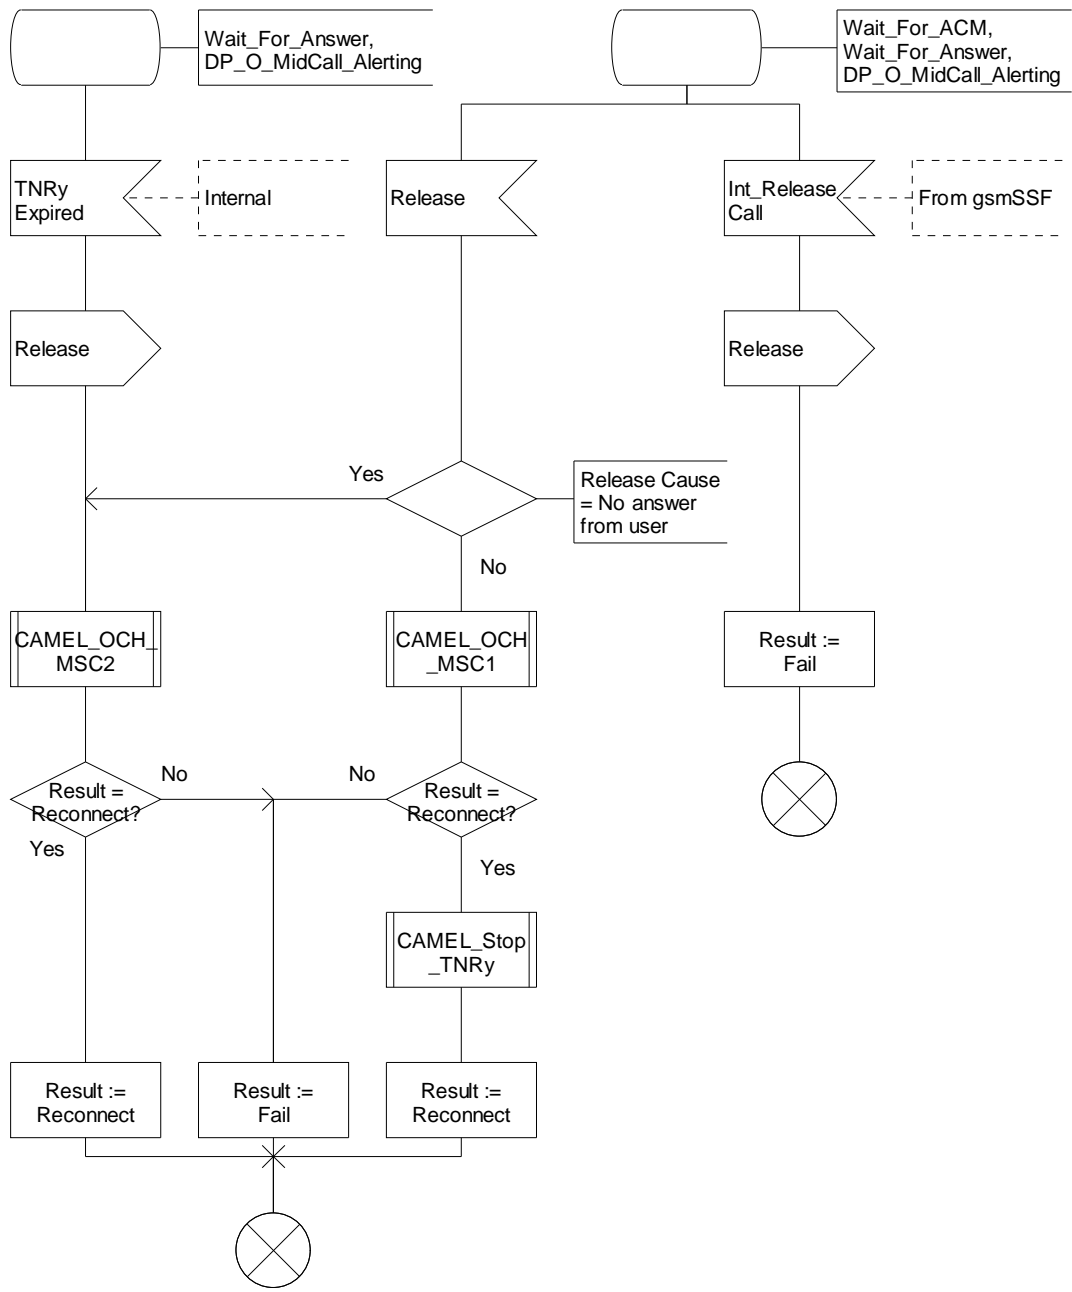 Wait_For_Answer,
DP_O_MidCall_Alerting
Wait_For_ACM,
Wait_For_Answer,
DP_O_MidCall_Alerting
TNRy
Expired
Internal
Release
Int_Release_
Call
From gsmSSF
Release
Release
Yes
Release Cause
= No answer
from user
No
CAMEL_OCH_
MSC2
CAMEL_OCH
_MSC1
Result :=
Fail
Result =
Reconnect?
No
No
Result =
Reconnect?
Yes
Yes
CAMEL_Stop
_TNRy
Result :=
Reconnect
Result :=
Fail
Result :=
Reconnect